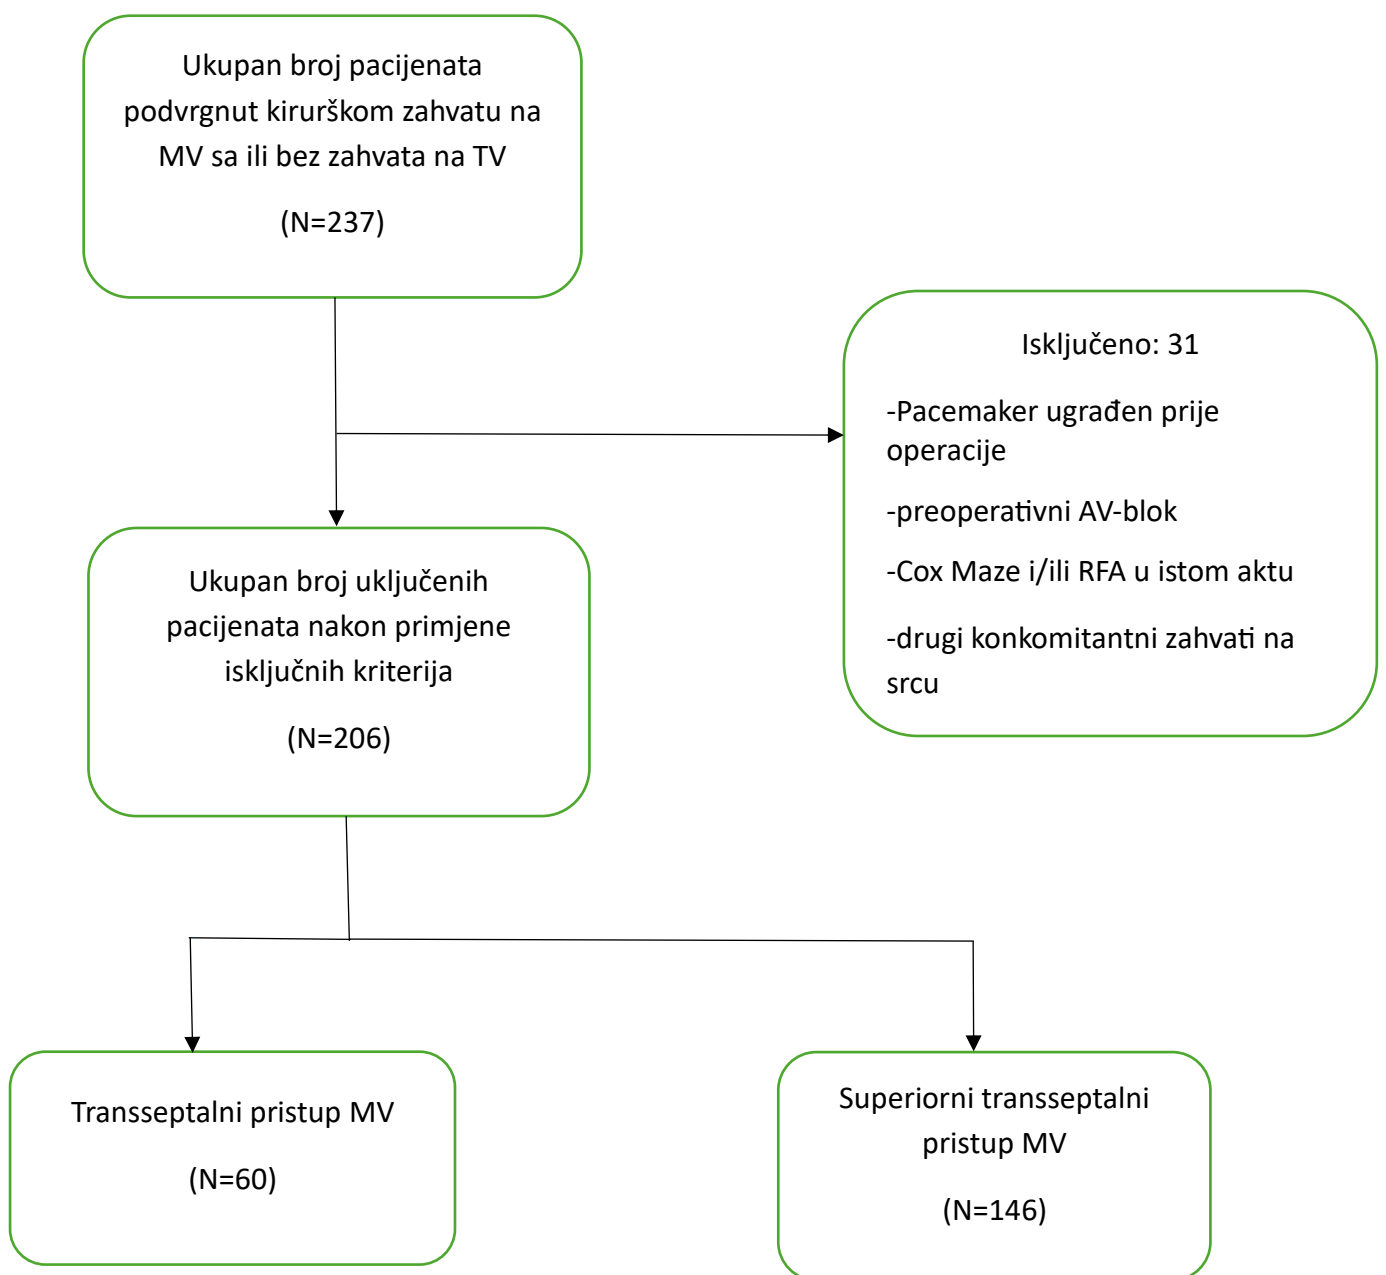 Ukupan broj pacijenata
podvrgnut kirurškom zahvatu na
MV sa ili bez zahvata na TV
(N=237)
Isključeno: 31
-Pacemaker ugrađen prije
operacije
-preoperativni AV-blok
-Cox Maze i/ili RFA u istom aktu
-drugi konkomitantni zahvati na
srcu
Ukupan broj uključenih
pacijenata nakon primjene
isključnih kriterija
(N=206)
Transseptalni pristup MV
(N=60)
Superiorni transseptalni
pristup MV
(N=146)